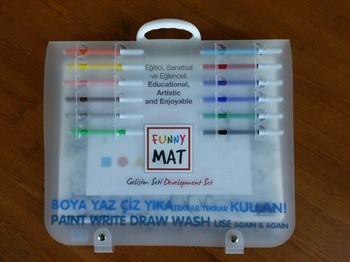 Eğitici, Sanatsal
ve Eğlenceli
Educational,
Artistic
and Enjoyable
FUNNY
MAT
Gelişim Seti Development Set
BOYA YAZ ÇİZ YIKA TEKRAR TEKRAR KULLAN!
PAINT WRITE DRAW WASH USE AGAIN & AGAIN